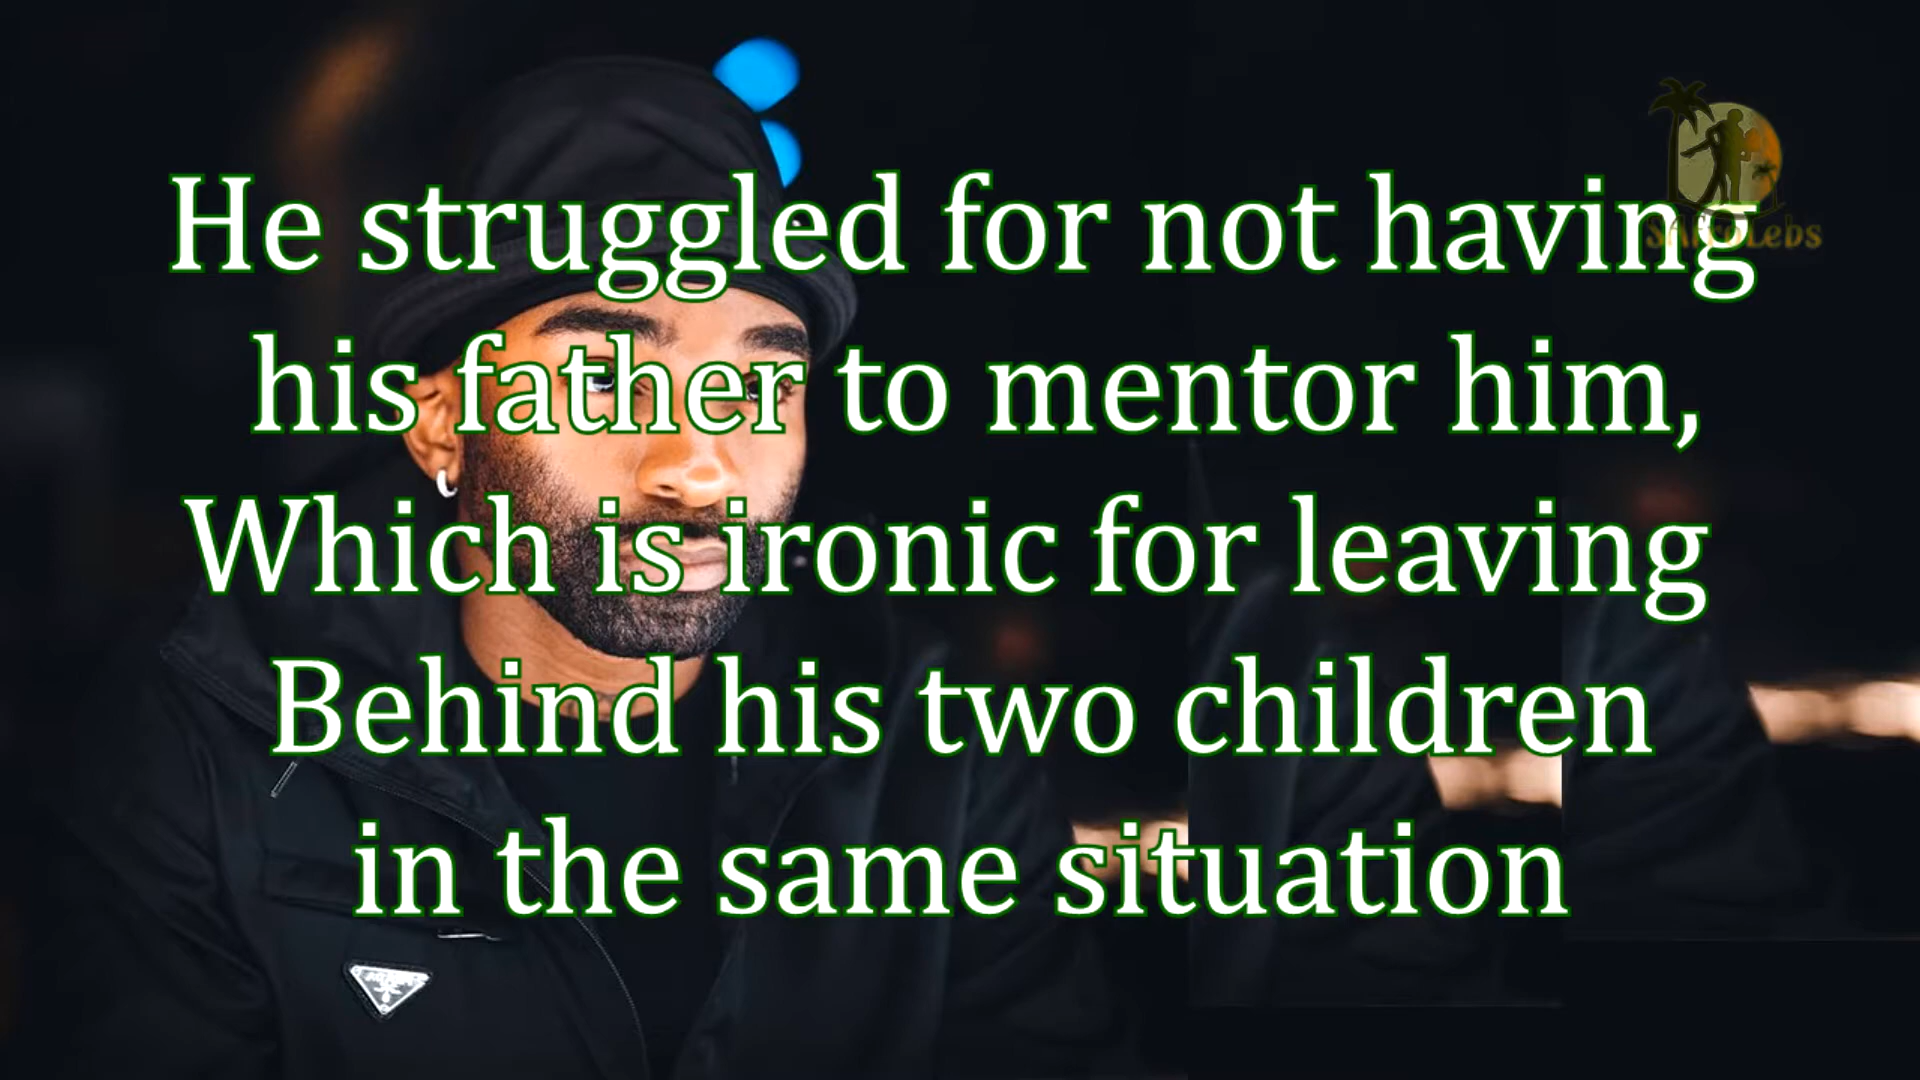 He struggled for not having
his father to mentor him,
Which is ironic for leaving
Behind his two children
in the same situation